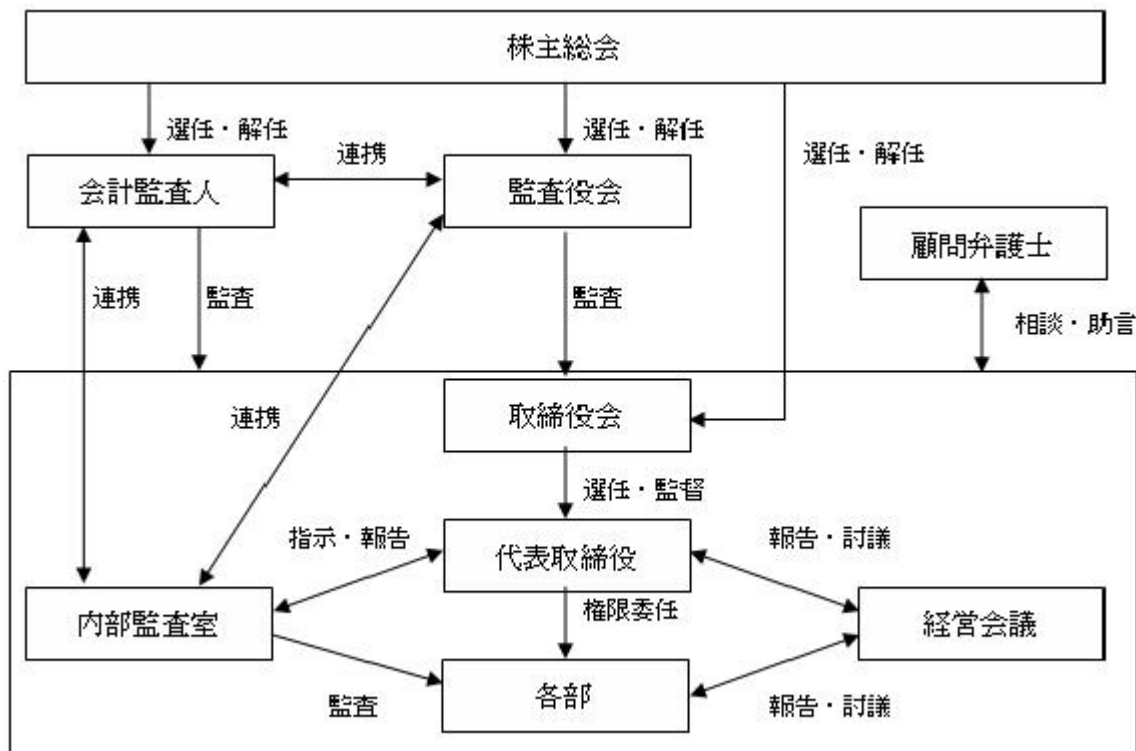 株主総会
選任・解任
選任・解任
選任・解任
連携
会計監査人
監査役会
顧問弁護士
連携
監査
監査
相談・助言
連携
取締役会
選任・監督
指示・報告
代表取締役
報告・討議
内部監査室
権限委任
経営会議
監査
各部
報告・討議